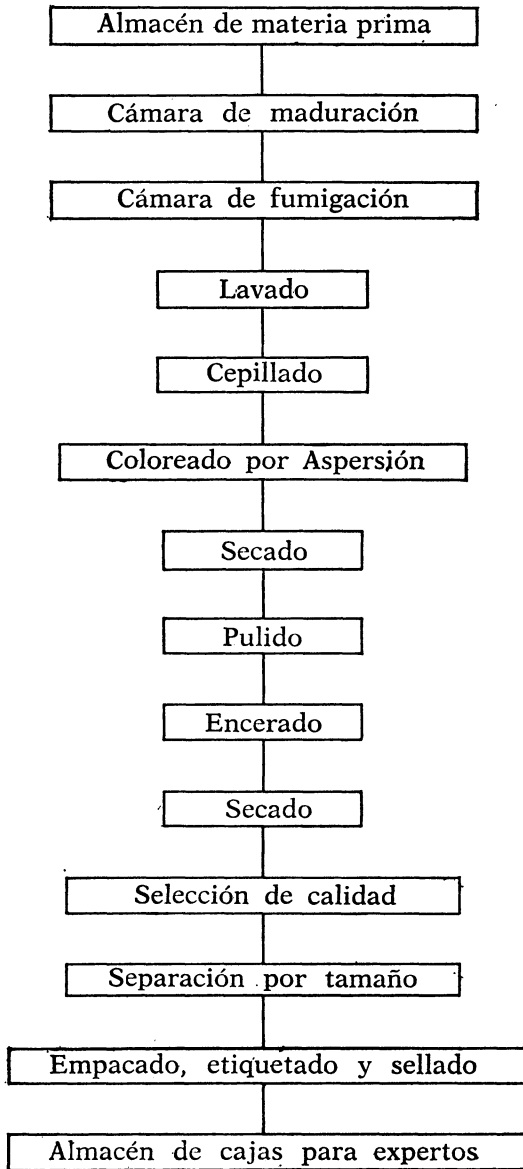 Almacén de materia prima
Cámara de maduración
Cámara de fumigación
Lavado
Cepillado
Coloreado por Aspersión
Secado
Pulido
Encerado
Secado
Selección de calidad
Separación por tamaño
Empacado, etiquetado y sellado
Almacén de cajas para expertos